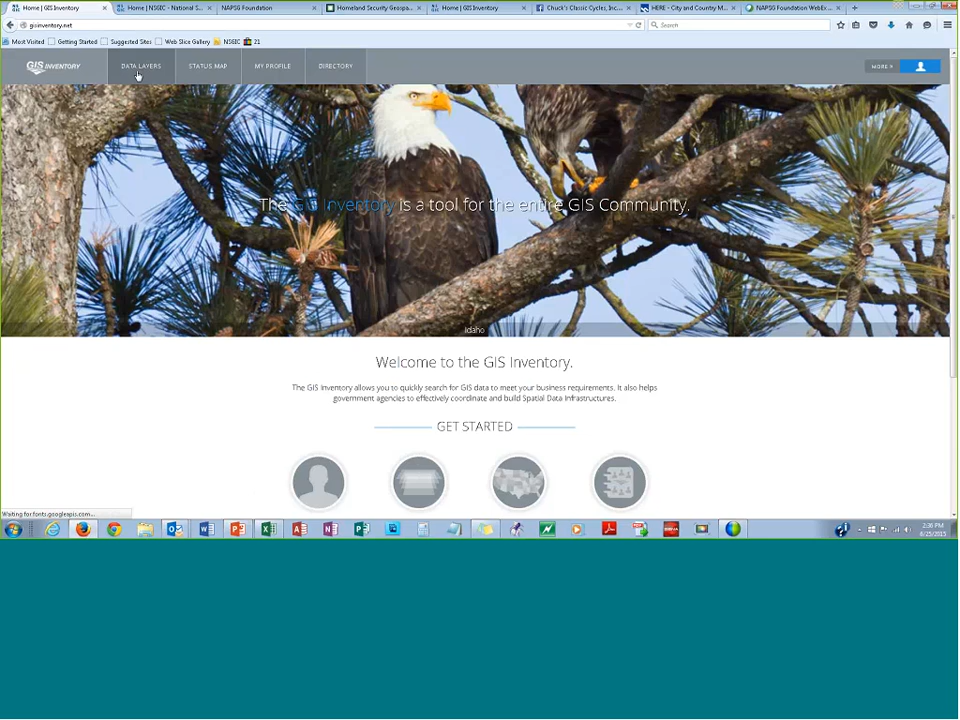 Home | GIS Inventory
Home | NSGIC - National S...
NAPSG Foundation
Homeland Security Geospa...
Home | GIS Inventory
Chuck's Classic Cycles, Inc...
HERE - City and Country M...
NAPSG Foundation WebEx ...
gisinventory.net
Search
Most Visited
Getting Started
Suggested Sites
Web Slice Gallery
NSGIC
21
GIS INVENTORY
DATA LAYERS
STATUS MAP
MY PROFILE
DIRECTORY
MORE
The GIS Inventory is a tool for the entire GIS Community.
Idaho
Welcome to the GIS Inventory.
The GIS Inventory allows you to quickly search for GIS data to meet your business requirements. It also helps
government agencies to effectively coordinate and build Spatial Data Infrastructures.
GET STARTED
Waiting for fonts.googleapis.com...
2:36 PM
8/25/2015